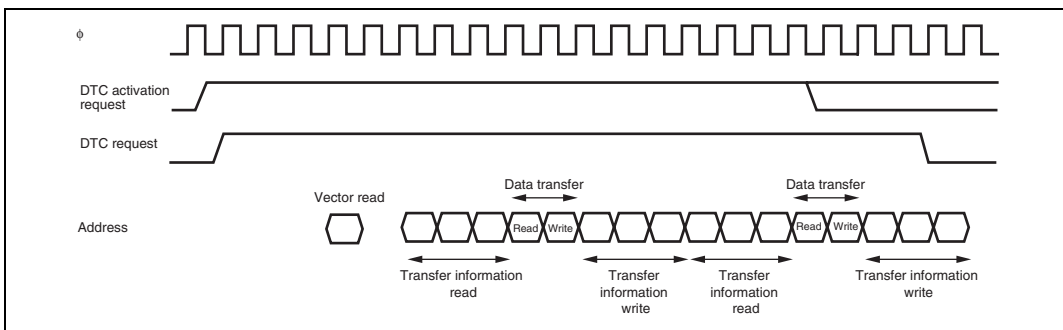 φ
DTC activation
request
DTC request
Data transfer
Data transfer
Vector read
Address
Read
Write
Read
Write
Transfer information
read
Transfer
information
write
Transfer
information
read
Transfer information
write